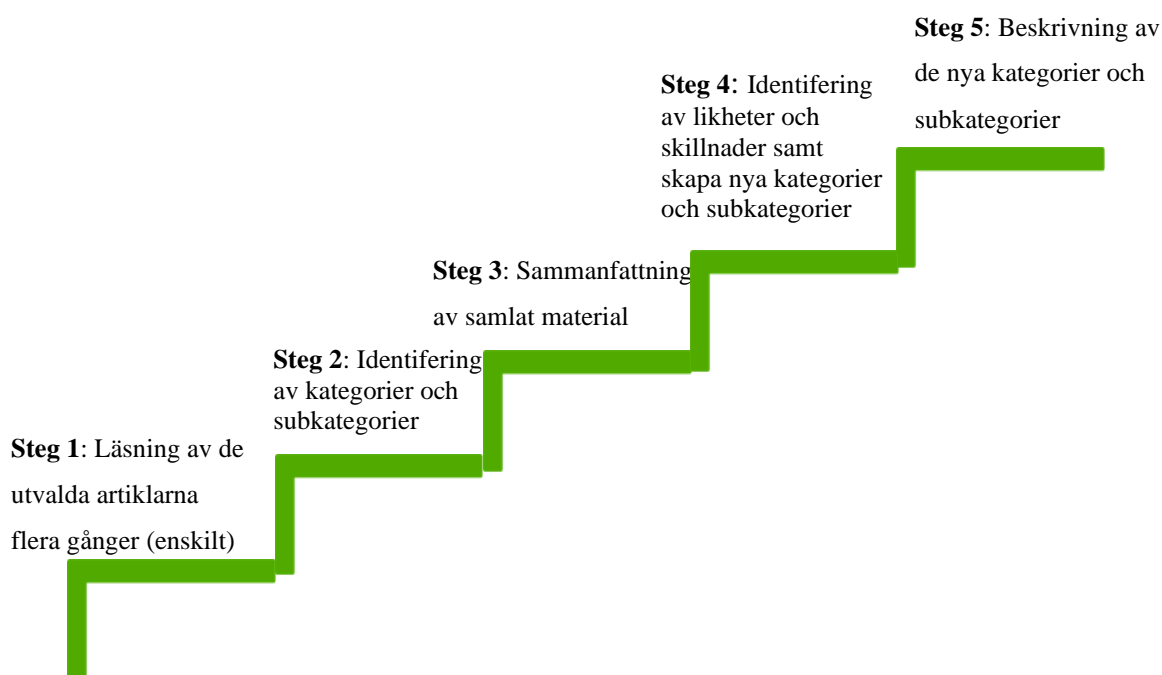 Steg 5: Beskrivning av
de nya kategorier och
subkategorier
Steg 4: Identifering
av likheter och
skillnader samt
skapa nya kategorier
och subkategorier
Steg 3: Sammanfattning
av samlat material
Steg 2: Identifering
av kategorier och
subkategorier
Steg 1: Läsning av de
utvalda artiklarna
flera gånger (enskilt)